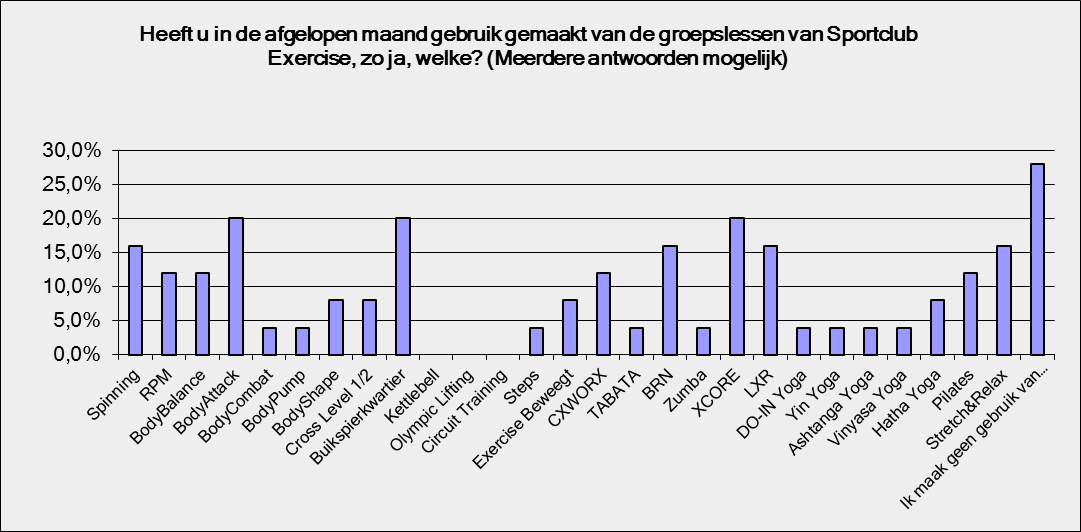 Heeft u in de afgelopen maand gebruik gemaakt van de groepslessen van Sportclub
Exercise, zo ja, welke? (Meerdere antwoorden mogelijk)
30,0%
25,0%
20,0%
15,0%
10,0%
5,0%
0,0%
Spinning
RPM
BodyBalance
BodyAttack
BodyCombat
BodyPump
BodyShape
Cross Level 1/2
Buikspierkwartier
Kettlebell
Olympic Lifting
Circuit Training
Steps
Exercise Beweegt
CXWORX
TABATA
BRN
Zumba
XCORE
LXR
DO-IN Yoga
Yin Yoga
Ashtanga Yoga
Vinyasa Yoga
Hatha Yoga
Pilates
Stretch&Relax
Ik maak geen gebruik van...